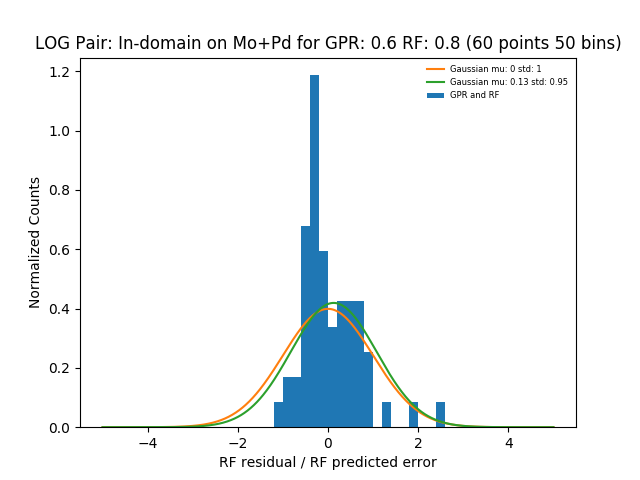 LOG Pair: In-domain on Mo+Pd for GPR: 0.6 RF: 0.8 (60 points 50 bins)
Gaussian mu: 0 std: 1
Gaussian mu: 0.13 std: 0.95
GPR and RF
Normalized Counts
1.2
1.0
0.8
0.6
0.4
0.2
0.0
−4 −2 0 2 4
RF residual / RF predicted error